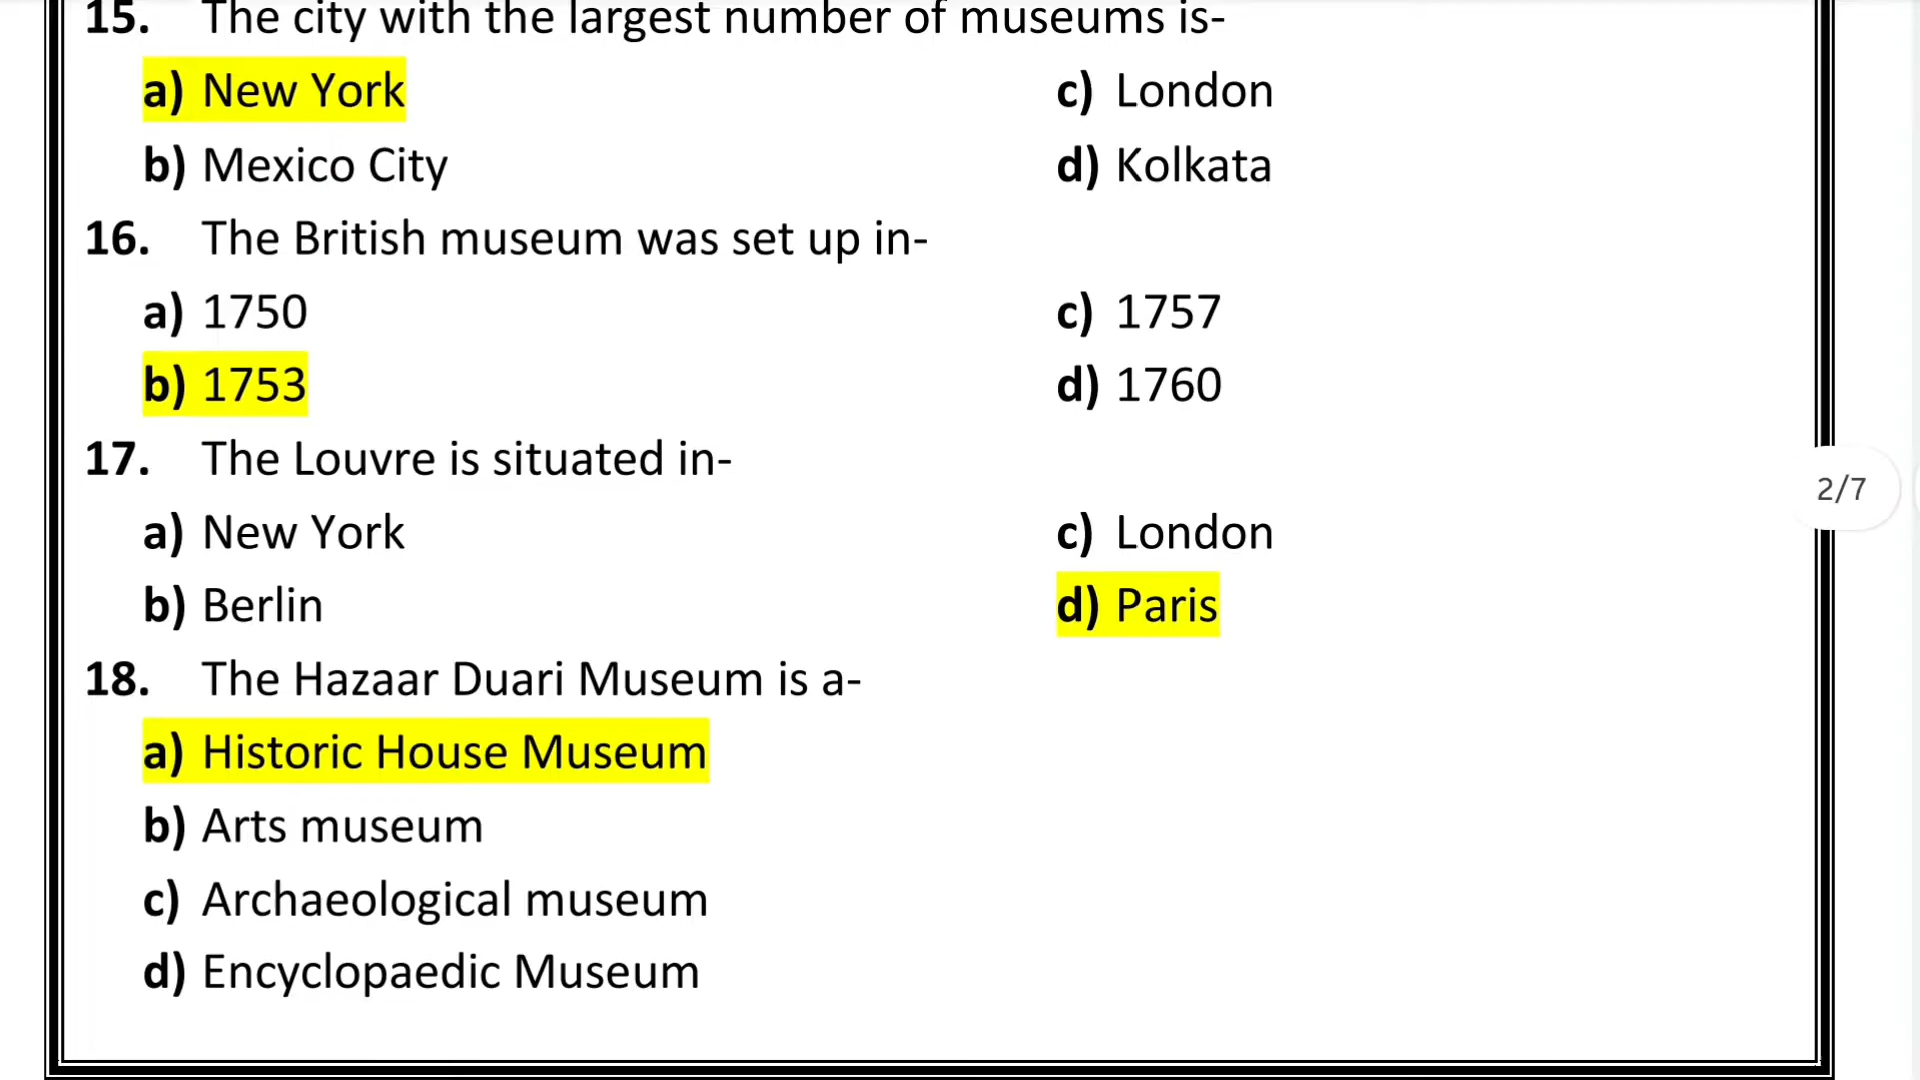 15. The city with the largest number of museums is-
a) New York
c) London
b) Mexico City
d) Kolkata
16. The British museum was set up in-
a) 1750
c) 1757
b) 1753
d) 1760
17. The Louvre is situated in-
a) New York
c) London
b) Berlin
d) Paris
18. The Hazaar Duari Museum is a-
a) Historic House Museum
b) Arts museum
c) Archaeological museum
d) Encyclopaedic Museum
2/7